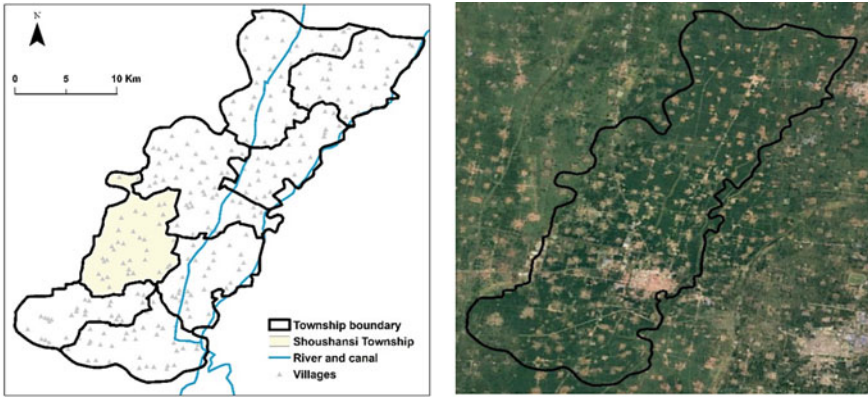 N
0 5 10 Km
Township boundary
Shoushansi Township
River and canal
Villages